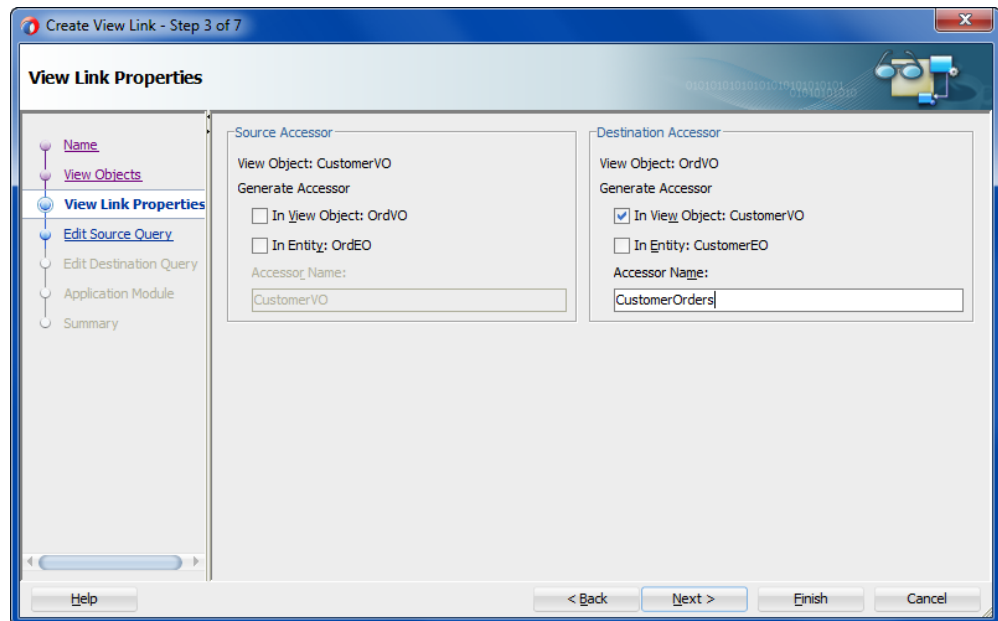 Create View Link - Step 3 of 7
View Link Properties
Name
View Objects
View Link Properties
Edit Source Query
Edit Destination Query
Application Module
Summary
Source Accessor
View Object: CustomerVO
Generate Accessor
In View Object: OrdVO
In Entity: OrdEO
Accessor Name:
CustomerVO
Destination Accessor
View Object: OrdVO
Generate Accessor
In View Object: CustomerVO
In Entity: CustomerEO
Accessor Name:
CustomerOrders
Help
< Back
Next >
Finish
Cancel